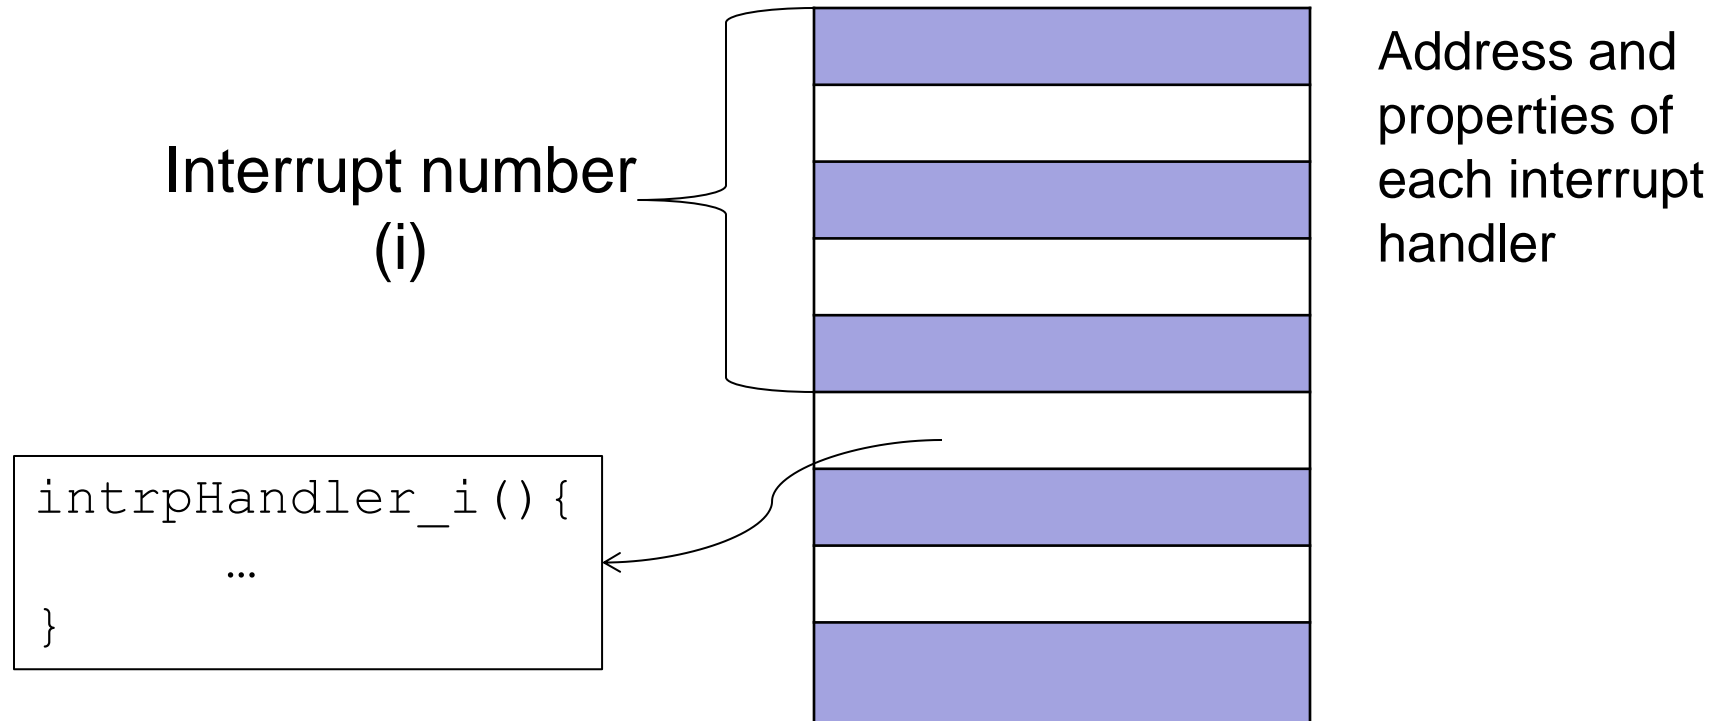 Interrupt number
(i)
Address and
properties of
each interrupt
handler
intrpHandler_i(){
…
}